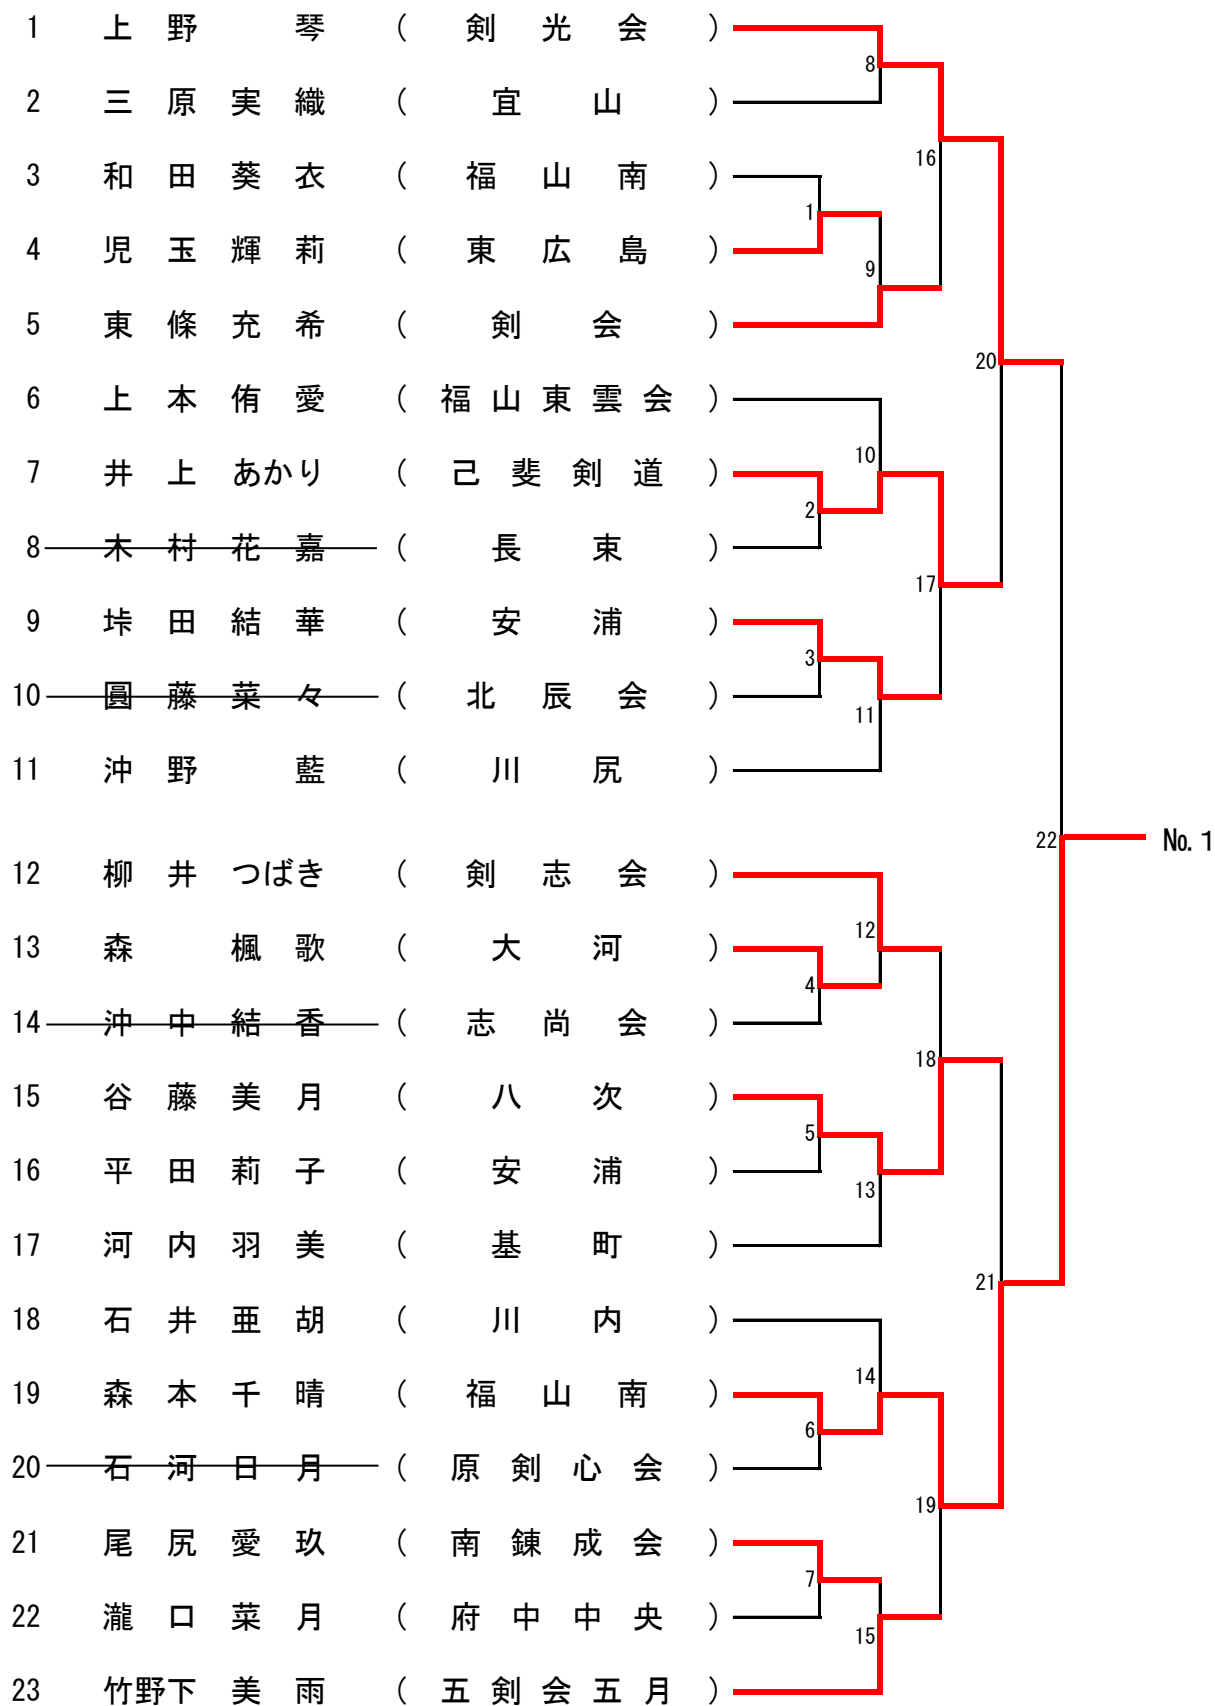 1 上野 琴 ( 剣光会 )
8
2 三原実織 ( 宜山 )
16
3 和田葵衣 ( 福山南 )
1
4 児玉輝莉 ( 東広島 )
9
5 東條充希 ( 剣会 )
20
6 上本侑愛 ( 福山東雲会 )
10
7 井上あかり ( 己斐剣道 )
2
8 木村花嘉 ( 長束 )
17
9 垰田結華 ( 安浦 )
3
10 圓藤菜々 ( 北辰会 )
11
11 沖野 藍 ( 川尻 )
22 No. 1
12 柳井つばき ( 剣志会 )
12
13 森 楓歌 ( 大河 )
4
14 沖中結香 ( 志尚会 )
18
15 谷藤美月 ( 八次 )
5
16 平田莉子 ( 安浦 )
13
17 河内羽美 ( 基町 )
21
18 石井亜胡 ( 川内 )
14
19 森本千晴 ( 福山南 )
6
20 石河日月 ( 原剣心会 )
19
21 尾尻愛玖 ( 南錬成会 )
7
22 瀧口菜月 ( 府中中央 )
15
23 竹野下美雨 ( 五剣会五月 )